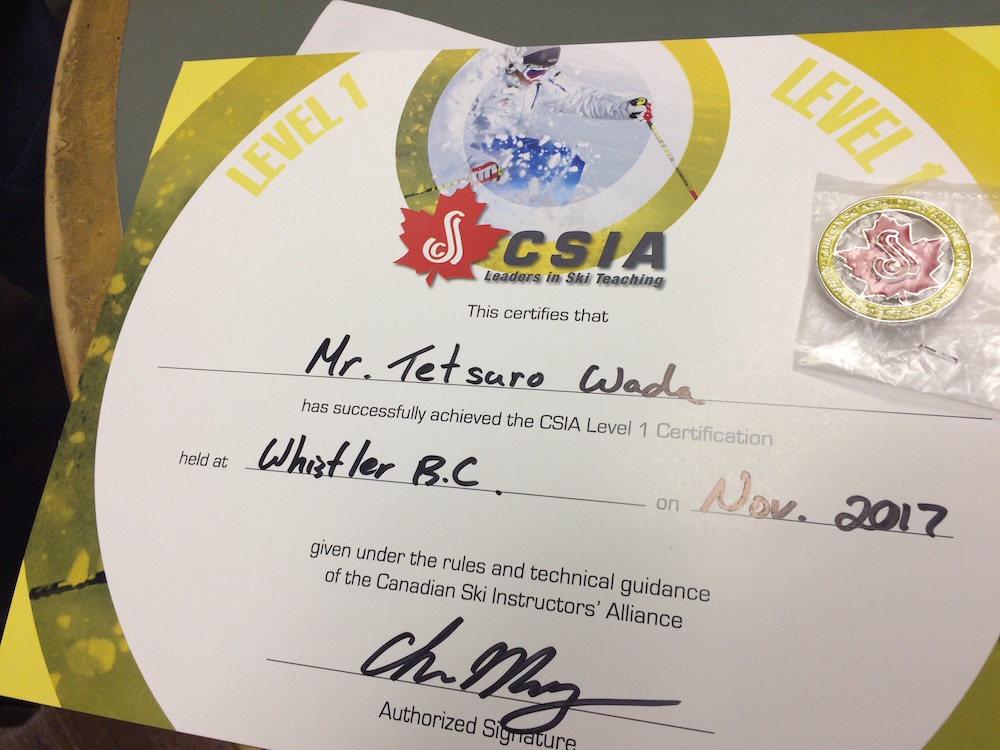 LEVEL 1
LEVEL 1
CSIA
Leaders in Ski Teaching
This certifies that
Mr. Tetsuro Wada
has successfully achieved the CSIA Level 1 Certification
held at Whistler B.C. on Nov. 2017
given under the rules and technical guidance
of the Canadian Ski Instructors' Alliance
Authorized Signature